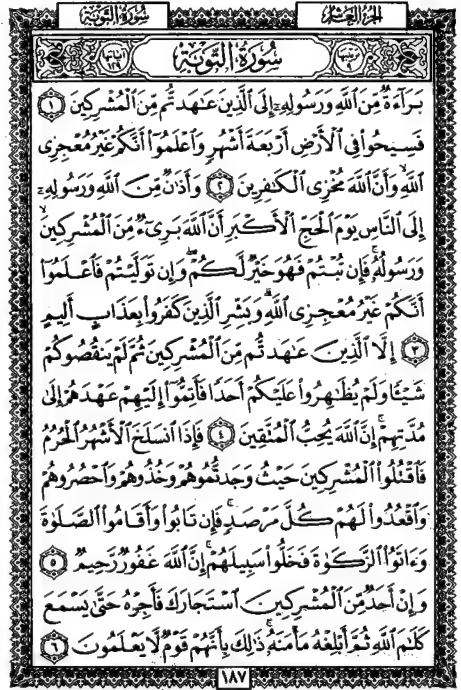 الجزء العاشر
سورة التوبة
سورة التوبة
بَرَآءَةٌ مِّنَ ٱللَّهِ وَرَسُولِهِۦٓ إِلَى ٱلَّذِينَ عَٰهَدتُّم مِّنَ ٱلْمُشْرِكِينَ ١
فَسِيحُوا۟ فِى ٱلْأَرْضِ أَرْبَعَةَ أَشْهُرٍ وَٱعْلَمُوٓا۟ أَنَّكُمْ غَيْرُ مُعْجِزِى
ٱللَّهِ ۙ وَأَنَّ ٱللَّهَ مُخْزِى ٱلْكَٰفِرِينَ ٢ وَأَذَٰنٌ مِّنَ ٱللَّهِ وَرَسُولِهِۦٓ
إِلَى ٱلنَّاسِ يَوْمَ ٱلْحَجِّ ٱلْأَكْبَرِ أَنَّ ٱللَّهَ بَرِىٓءٌ مِّنَ ٱلْمُشْرِكِينَ ۙ
وَرَسُولُهُۥ ۚ فَإِن تُبْتُمْ فَهُوَ خَيْرٌ لَّكُمْ ۖ وَإِن تَوَلَّيْتُمْ فَٱعْلَمُوٓا۟
أَنَّكُمْ غَيْرُ مُعْجِزِى ٱللَّهِ ۗ وَبَشِّرِ ٱلَّذِينَ كَفَرُوا۟ بِعَذَابٍ أَلِيمٍ
٣ إِلَّا ٱلَّذِينَ عَٰهَدتُّم مِّنَ ٱلْمُشْرِكِينَ ثُمَّ لَمْ يَنقُصُوكُمْ
شَيْـًٔا وَلَمْ يُظَٰهِرُوا۟ عَلَيْكُمْ أَحَدًا فَأَتِمُّوٓا۟ إِلَيْهِمْ عَهْدَهُمْ إِلَىٰ
مُدَّتِهِمْ ۚ إِنَّ ٱللَّهَ يُحِبُّ ٱلْمُتَّقِينَ ٤ فَإِذَا ٱنسَلَخَ ٱلْأَشْهُرُ ٱلْحُرُمُ
فَٱقْتُلُوا۟ ٱلْمُشْرِكِينَ حَيْثُ وَجَدتُّمُوهُمْ وَخُذُوهُمْ وَٱحْصُرُوهُمْ
وَٱقْعُدُوا۟ لَهُمْ كُلَّ مَرْصَدٍ ۚ فَإِن تَابُوا۟ وَأَقَامُوا۟ ٱلصَّلَوٰةَ
وَءَاتَوُا۟ ٱلزَّكَوٰةَ فَخَلُّوا۟ سَبِيلَهُمْ ۚ إِنَّ ٱللَّهَ غَفُورٌ رَّحِيمٌ ٥
وَإِنْ أَحَدٌ مِّنَ ٱلْمُشْرِكِينَ ٱسْتَجَارَكَ فَأَجِرْهُ حَتَّىٰ يَسْمَعَ
كَلَٰمَ ٱللَّهِ ثُمَّ أَبْلِغْهُ مَأْمَنَهُۥ ۚ ذَٰلِكَ بِأَنَّهُمْ قَوْمٌ لَّا يَعْلَمُونَ ٦
١٨٧